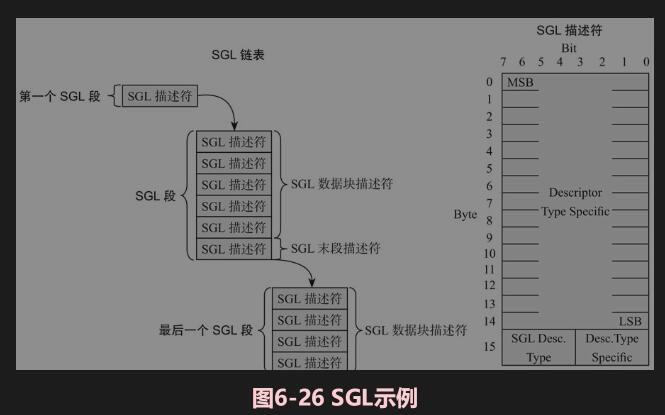 SGL 链表
第一个 SGL 段
SGL 描述符
SGL 段
SGL 描述符
SGL 描述符
SGL 描述符
SGL 描述符
SGL 描述符
SGL 描述符
SGL 数据块描述符
SGL 末段描述符
最后一个 SGL 段
SGL 描述符
SGL 描述符
SGL 描述符
SGL 描述符
SGL 数据块描述符
SGL 描述符
Bit
7 6 5 4 3 2 1 0
Byte
0 MSB
1
2
3
4
5
6
Descriptor
7
Type Specific
8
9
10
11
12
13
14 LSB
15
SGL Desc.
Type
Desc.Type
Specific
图6-26 SGL示例